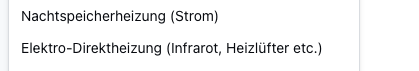 Nachtspeicherheizung (Strom)
Elektro-Direktheizung (Infrarot, Heizlüfter etc.)